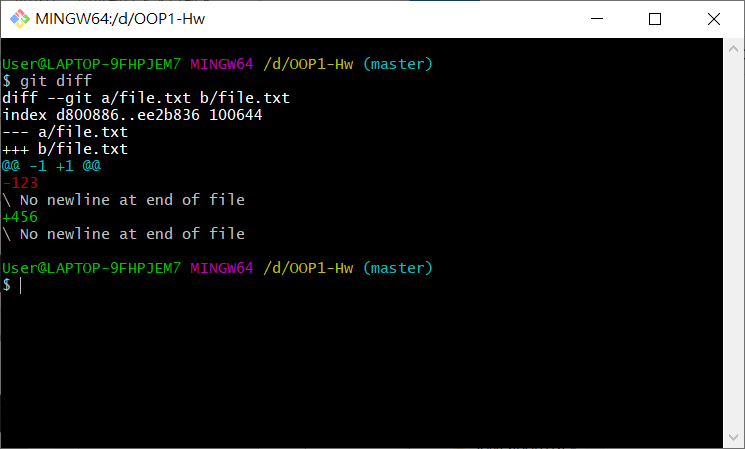 MINGW64:/d/OOP1-Hw
User@LAPTOP-9FHPJEM7 MINGW64 /d/OOP1-Hw (master)
$ git diff
diff --git a/file.txt b/file.txt
index d800886..ee2b836 100644
--- a/file.txt
+++ b/file.txt
@@ -1 +1 @@
-123
\ No newline at end of file
+456
\ No newline at end of file
User@LAPTOP-9FHPJEM7 MINGW64 /d/OOP1-Hw (master)
$